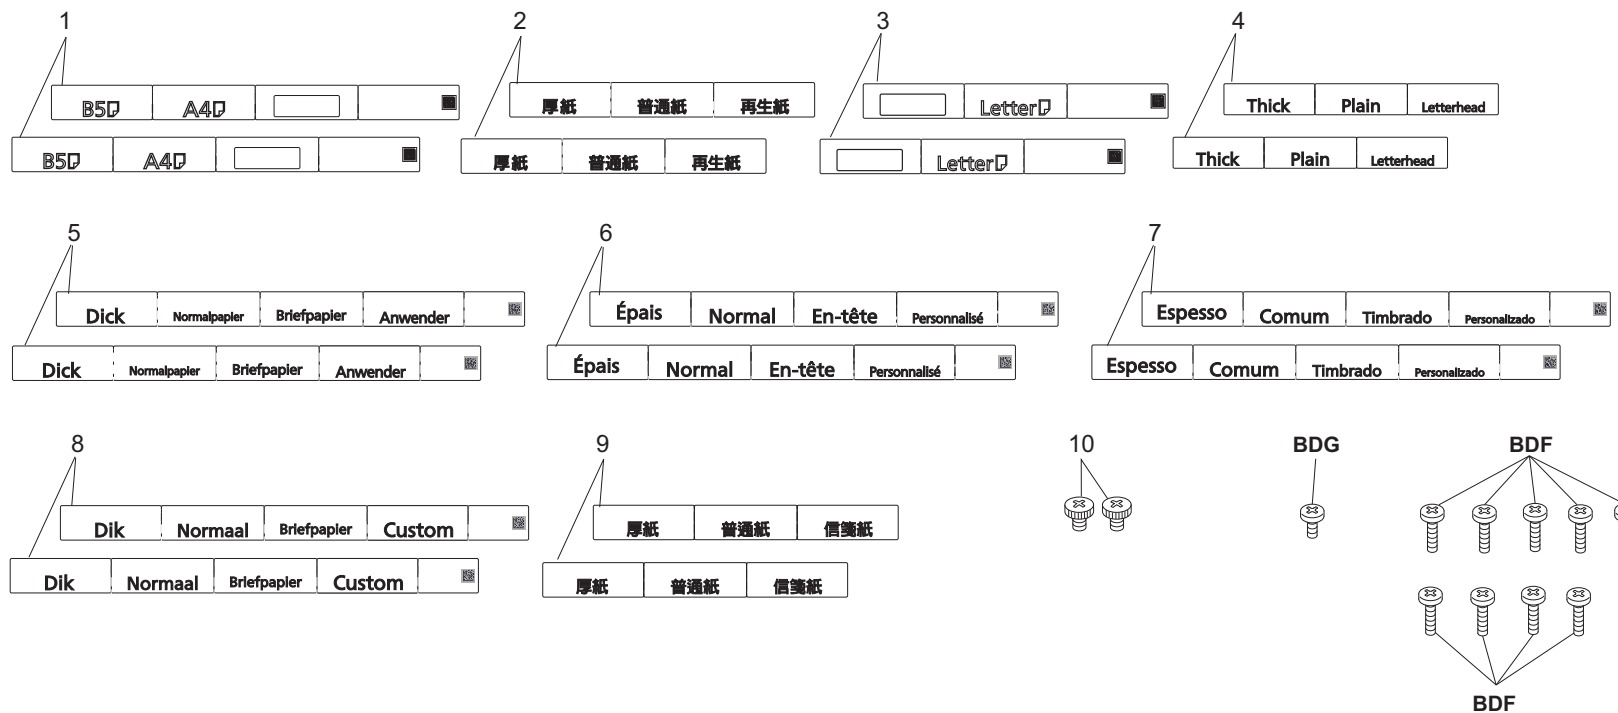 1 2 3 4
B5 A4 厚紙 普通紙 再生紙 Letter Thick Plain Letterhead
B5 A4 厚紙 普通紙 再生紙 Letter Thick Plain Letterhead
5 6 7
Dick Normalpapier Briefpapier Anwender Épais Normal En-tête Personnalisé Espesso Comum Timbrado Personalizado
Dick Normalpapier Briefpapier Anwender Épais Normal En-tête Personnalisé Espesso Comum Timbrado Personalizado
8 9 10 BDG BDF
Dik Normaal Briefpapier Custom 厚紙 普通紙 信箋紙
Dik Normaal Briefpapier Custom 厚紙 普通紙 信箋紙
BDF